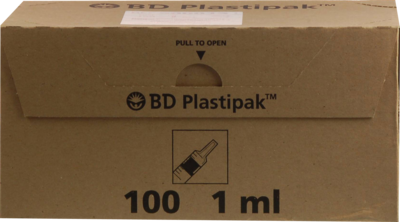 PULL TO OPEN
BD Plastipak™
100 1 ml